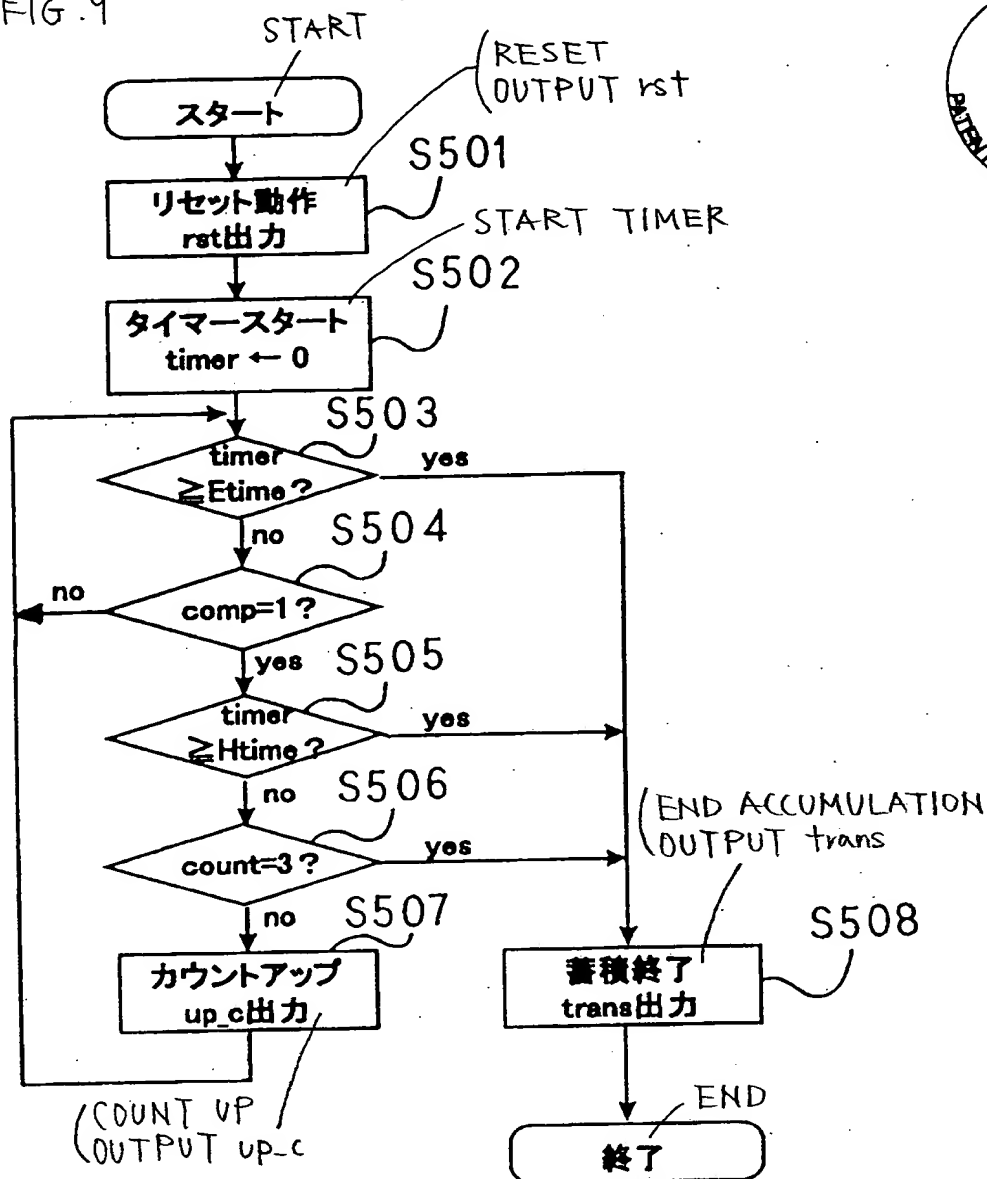 FIG. 9
START
スタート
RESET
OUTPUT rst
S501
リセット動作
rst出力
START TIMER
S502
タイマースタート
timer ← 0
S503
timer
≧Etime?
yes
no
S504
comp=1?
no
yes
S505
timer
≧Htime?
yes
no
S506
count=3?
yes
no
S507
カウントアップ
up_c出力
COUNT UP
OUTPUT up-c
END ACCUMULATION
OUTPUT trans
S508
蓄積終了
trans出力
END
終了